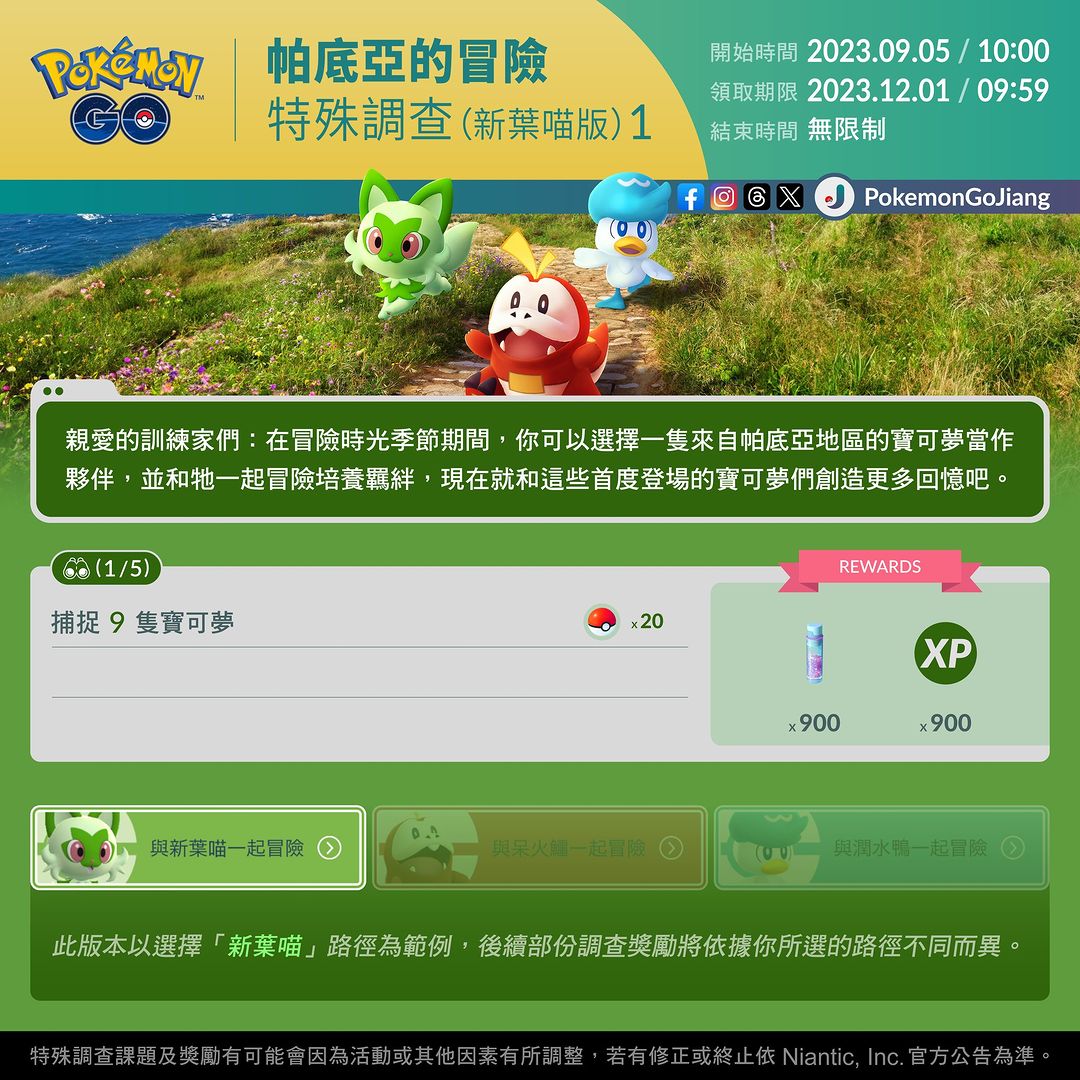 POKÉMON GO™
帕底亞的冒險
特殊調查(新葉喵版)1
開始時間 2023.09.05 / 10:00
領取期限 2023.12.01 / 09:59
結束時間 無限制
PokemonGoJiang
親愛的訓練家們：在冒險時光季節期間，你可以選擇一隻來自帕底亞地區的寶可夢當作
夥伴，並和牠一起冒險培養羈絆，現在就和這些首度登場的寶可夢們創造更多回憶吧。
(1/5)
捕捉 9 隻寶可夢
x20
REWARDS
XP
x900
x900
與新葉喵一起冒險
與呆火鱷一起冒險
與潤水鴨一起冒險
此版本以選擇「新葉喵」路徑為範例，後續部份調查獎勵將依據你所選的路徑不同而異。
特殊調查課題及獎勵有可能會因為活動或其他因素有所調整，若有修正或終止依 Niantic, Inc. 官方公告為準。